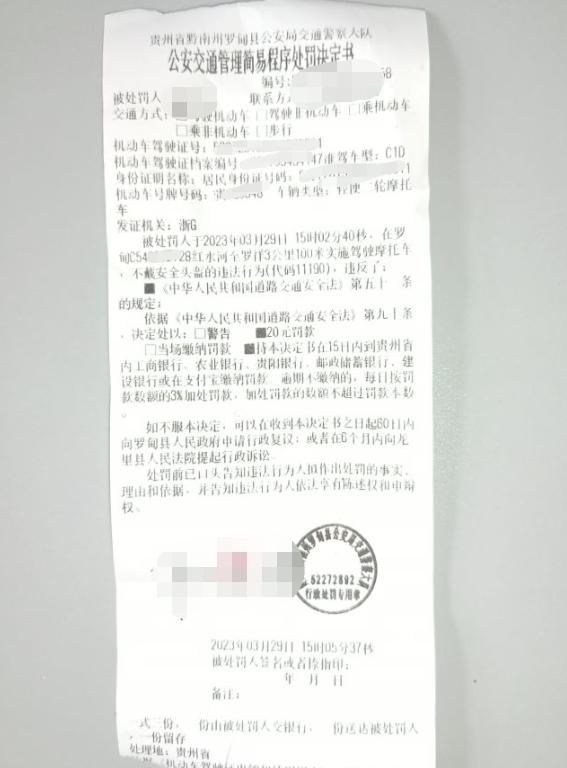 贵州省黔南州罗甸县公安局交通警察大队
公安交通管理简易程序处罚决定书
编号: 58
被处罚人 联系方式
交通方式: 驾驶机动车 □驾驶非机动车 □乘机动车
□乘非机动车 □步行
机动车驾驶证号:
机动车驾驶证档案编号 147准驾车型: C1D
身份证明名称: 居民身份证号码: 11
机动车号牌号码: 车辆类型: 轻便二轮摩托
车
发证机关: 浙G
被处罚人于2023年03月29日 15时02分40秒, 在罗
甸C54 128红水河至罗洋3公里100米实施驾驶摩托车
, 不戴安全头盔的违法行为(代码11190), 违反了:
■《中华人民共和国道路交通安全法》第五十一条
的规定;
依据《中华人民共和国道路交通安全法》第九十条
, 决定处以: □警告 ■20元罚款
□当场缴纳罚款 ■持本决定书在15日内到贵州省
内工商银行、农业银行、贵阳银行、邮政储蓄银行、建
设银行或在支付宝缴纳罚款。逾期不缴纳的, 每日按罚
款数额的3%加处罚款, 加处罚款的数额不超过罚款本数
。
如不服本决定, 可以在收到本决定书之日起60日内
向罗甸县人民政府申请行政复议; 或者在6个月内向龙
里县人民法院提起行政诉讼。
处罚前已口头告知违法行为人拟作出处罚的事实、
理由和依据, 并告知违法行为人依法享有陈述权和申辩
权。
罗甸县公安局交通警察大队
52272802
行政处罚专用章
2023年03月29日 15时05分37秒
被处罚人签名或者捺指印:
年 月 日
备注:
式三份, 份由被处罚人交银行, 份送达被处罚人
, 一份留存
处理地: 贵州省